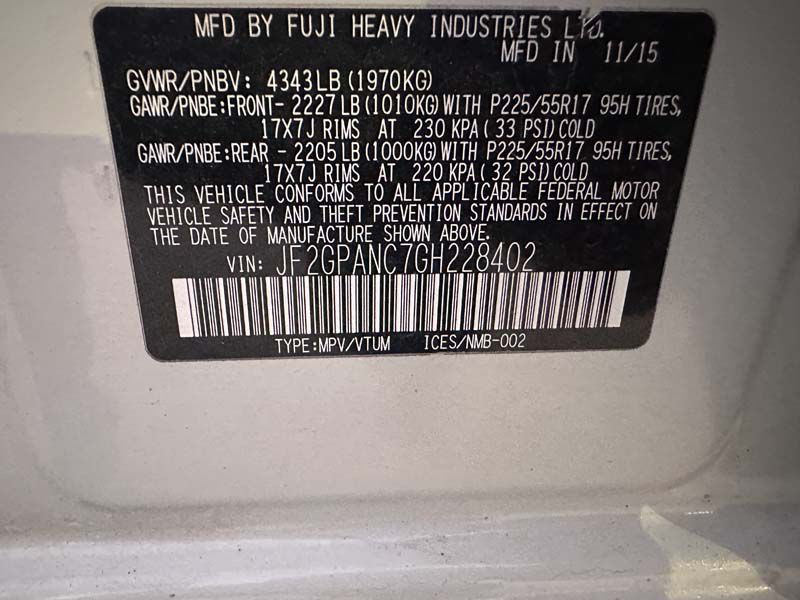 MFD BY FUJI HEAVY INDUSTRIES LTD.
MFD IN 11/15
GVWR/PNBV: 4343LB(1970KG)
GAWR/PNBE:FRONT- 2227LB(1010KG)WITH P225/55R17 95H TIRES,
17X7J RIMS AT 230 KPA(33 PSI)COLD
GAWR/PNBE:REAR - 2205LB(1000KG)WITH P225/55R17 95H TIRES,
17X7J RIMS AT 220 KPA(32 PSI)COLD
THIS VEHICLE CONFORMS TO ALL APPLICABLE FEDERAL MOTOR
VEHICLE SAFETY AND THEFT PREVENTION STANDARDS IN EFFECT ON
THE DATE OF MANUFACTURE SHOWN ABOVE.
VIN: JF2GPANC7GH228402
TYPE:MPV/VTUM ICES/NMB-002